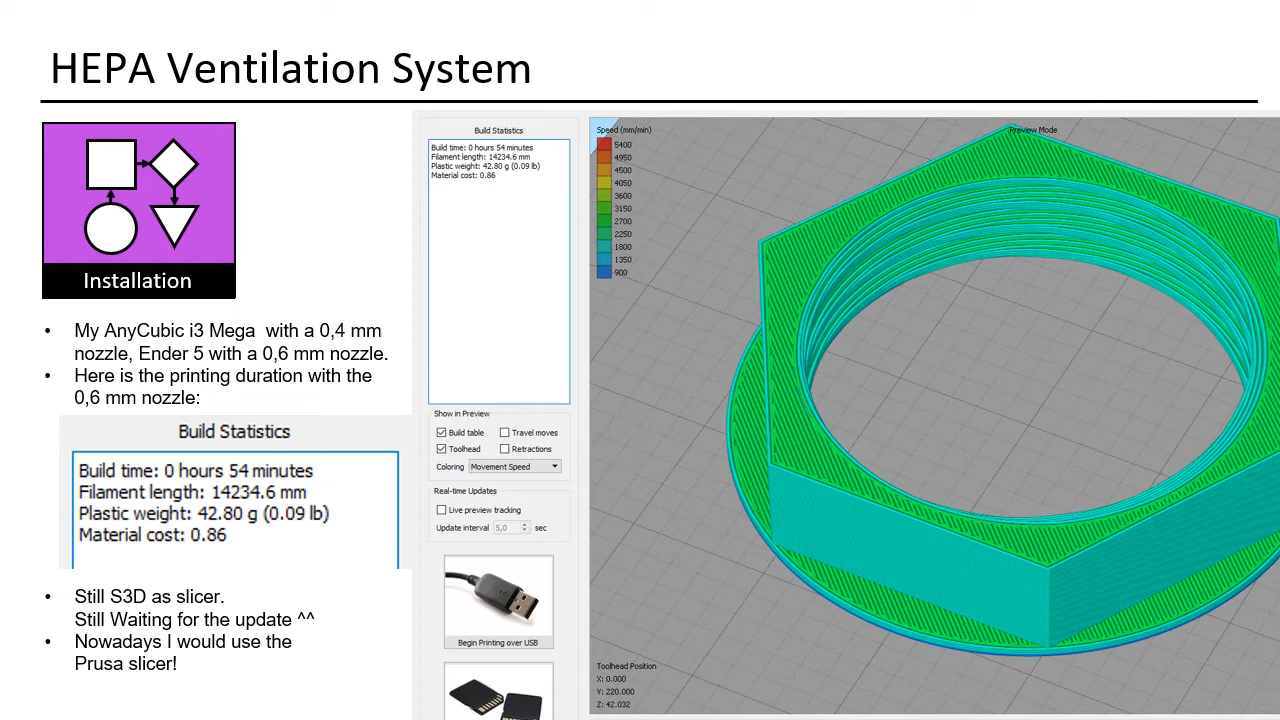 HEPA Ventilation System
Installation
• My AnyCubic i3 Mega with a 0,4 mm
nozzle, Ender 5 with a 0,6 mm nozzle.
• Here is the printing duration with the
0,6 mm nozzle:
Build Statistics
Build time: 0 hours 54 minutes
Filament length: 14234.6 mm
Plastic weight: 42.80 g (0.09 lb)
Material cost: 0.86
• Still S3D as slicer.
Still Waiting for the update ^^
• Nowadays I would use the
Prusa slicer!
Build Statistics
Build time: 0 hours 54 minutes
Filament length: 14234.6 mm
Plastic weight: 42.80 g (0.09 lb)
Material cost: 0.86
Show in Preview
Build table Travel moves
Toolhead Retractions
Coloring Movement Speed
Real-time Updates
Live preview tracking
Update interval 5,0 sec
Begin Printing over USB
Speed (mm/min)
5400
4950
4500
4050
3600
3150
2700
2250
1800
1350
900
Preview Mode
Toolhead Position
X: 0.000
Y: 220.000
Z: 42.032